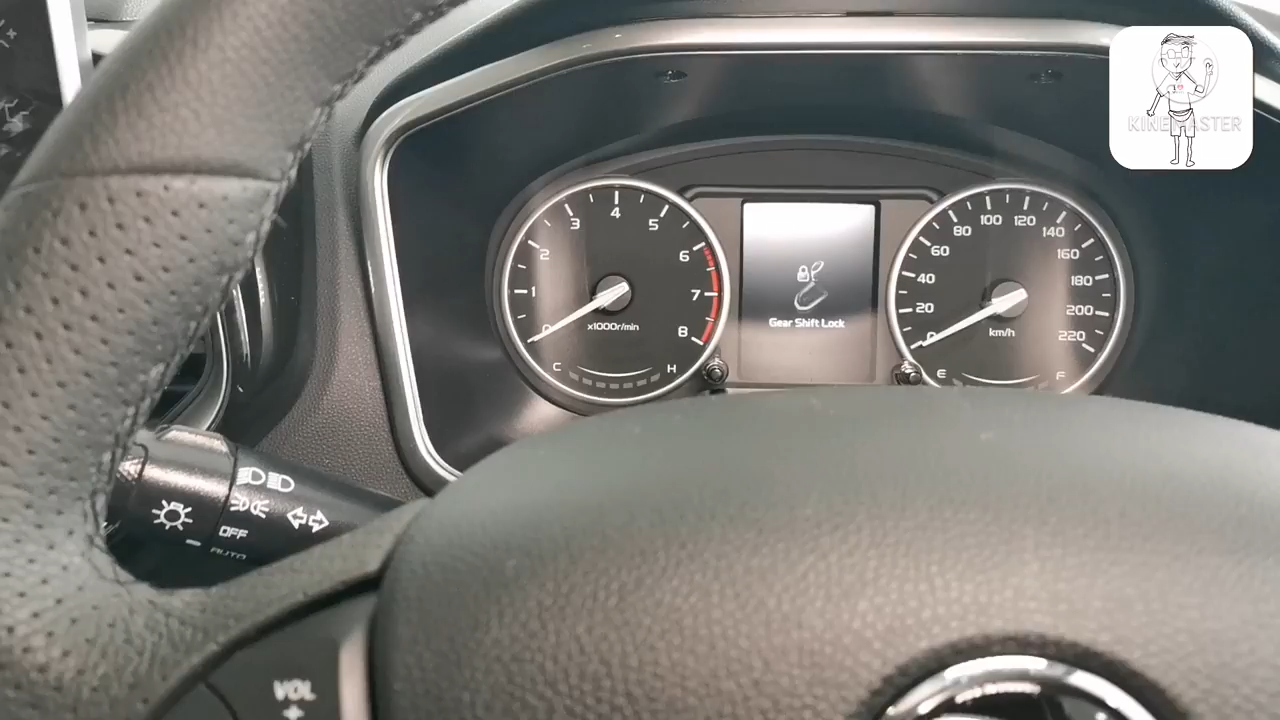 KINEMASTER
0 1 2 3 4 5 6 7 8
x1000r/min
C H
Gear Shift Lock
0 20 40 60 80 100 120 140 160 180 200 220
km/h
E F
OFF
AUTO
VOL
+